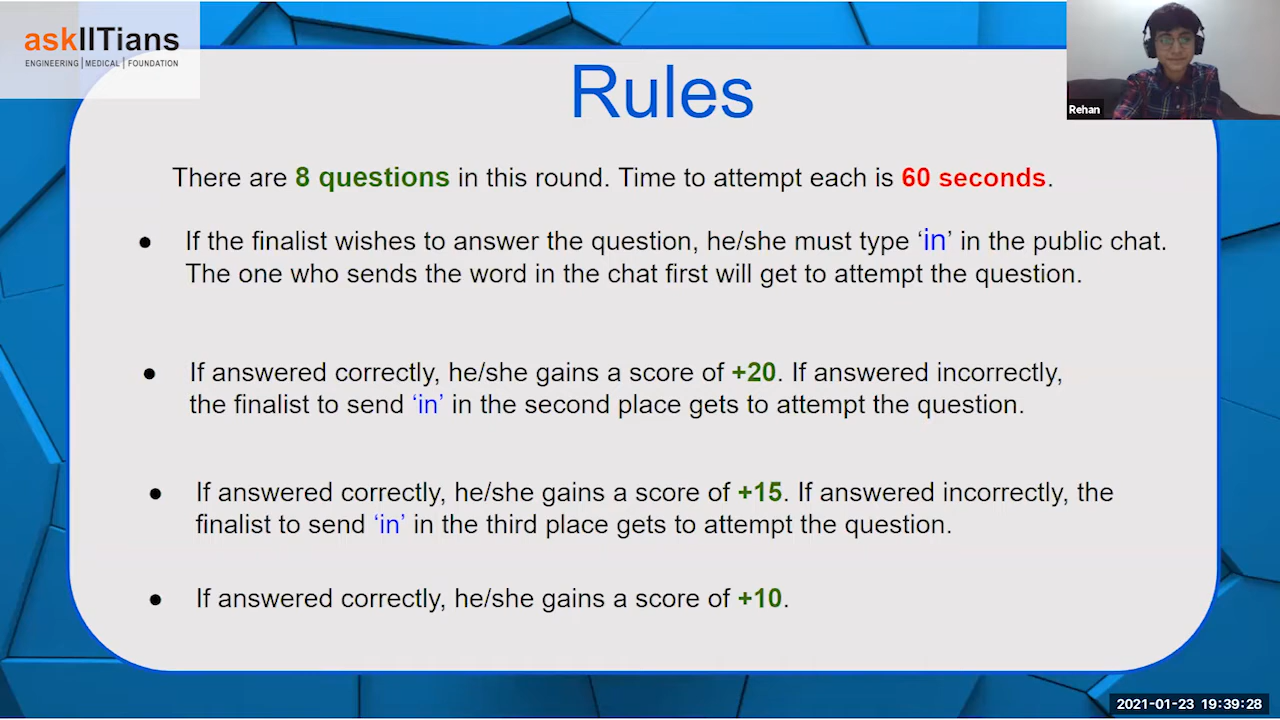 askIITians
ENGINEERING | MEDICAL | FOUNDATION
Rehan
Rules
There are 8 questions in this round. Time to attempt each is 60 seconds.
● If the finalist wishes to answer the question, he/she must type ‘in’ in the public chat.
The one who sends the word in the chat first will get to attempt the question.
● If answered correctly, he/she gains a score of +20. If answered incorrectly,
the finalist to send ‘in’ in the second place gets to attempt the question.
● If answered correctly, he/she gains a score of +15. If answered incorrectly, the
finalist to send ‘in’ in the third place gets to attempt the question.
● If answered correctly, he/she gains a score of +10.
2021-01-23 19:39:28